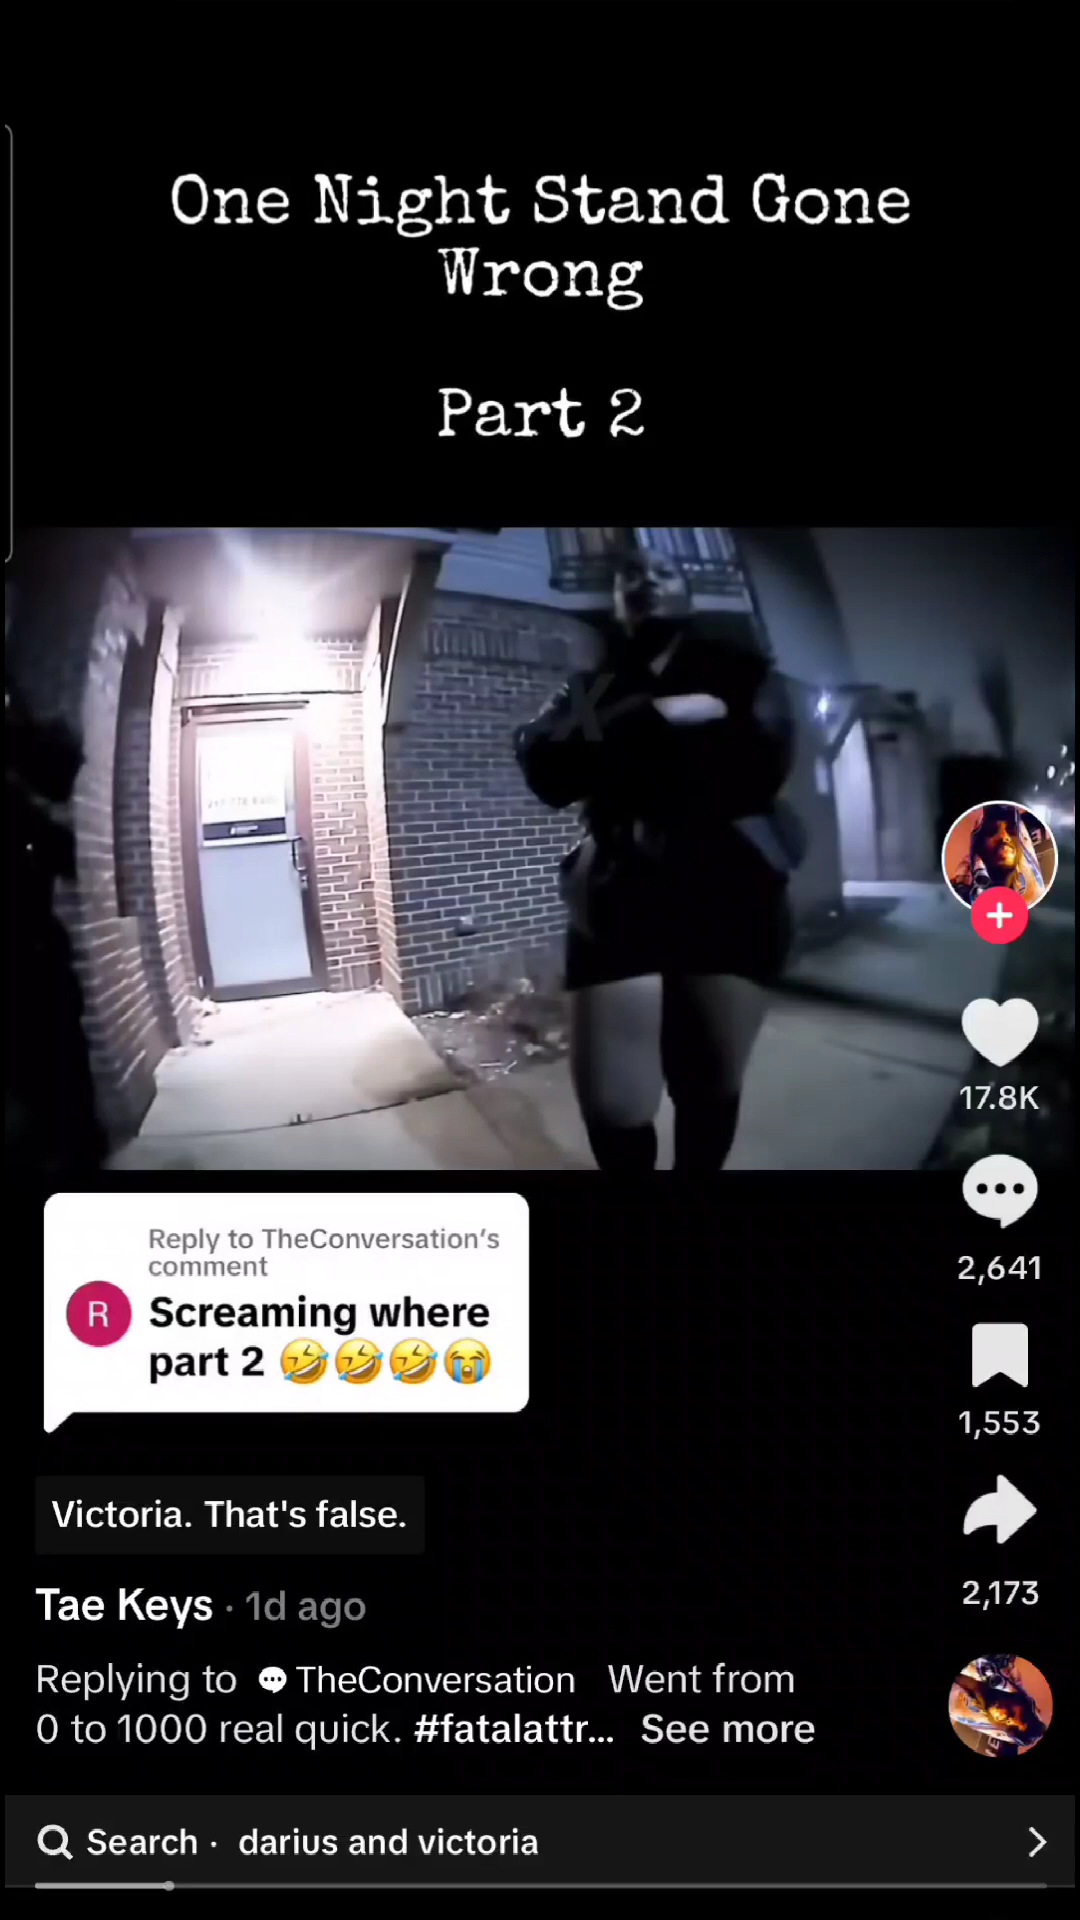 One Night Stand Gone
Wrong
Part 2
X
17.8K
2,641
1,553
2,173
Reply to TheConversation's
comment
R
Screaming where
part 2 🤣🤣🤣😭
Victoria. That's false.
Tae Keys · 1d ago
Replying to 💬 TheConversation Went from
0 to 1000 real quick. #fatalattr... See more
Search · darius and victoria